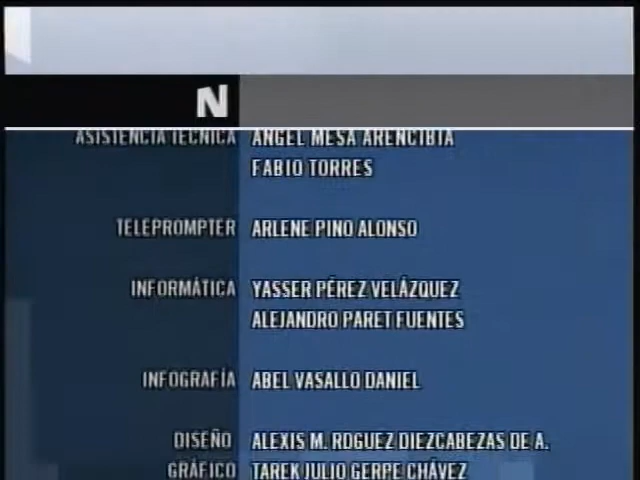 N
ASISTENCIA TÉCNICA ÁNGEL MESA ARENCIBIA
FABIO TORRES
TELEPROMPTER ARLENE PINO ALONSO
INFORMÁTICA YASSER PÉREZ VELÁZQUEZ
ALEJANDRO PARET FUENTES
INFOGRAFÍA ABEL VASALLO DANIEL
DISEÑO ALEXIS M. RGUEZ DIEZCABEZAS DE A.
GRÁFICO TAREK JULIO GERPE CHÁVEZ